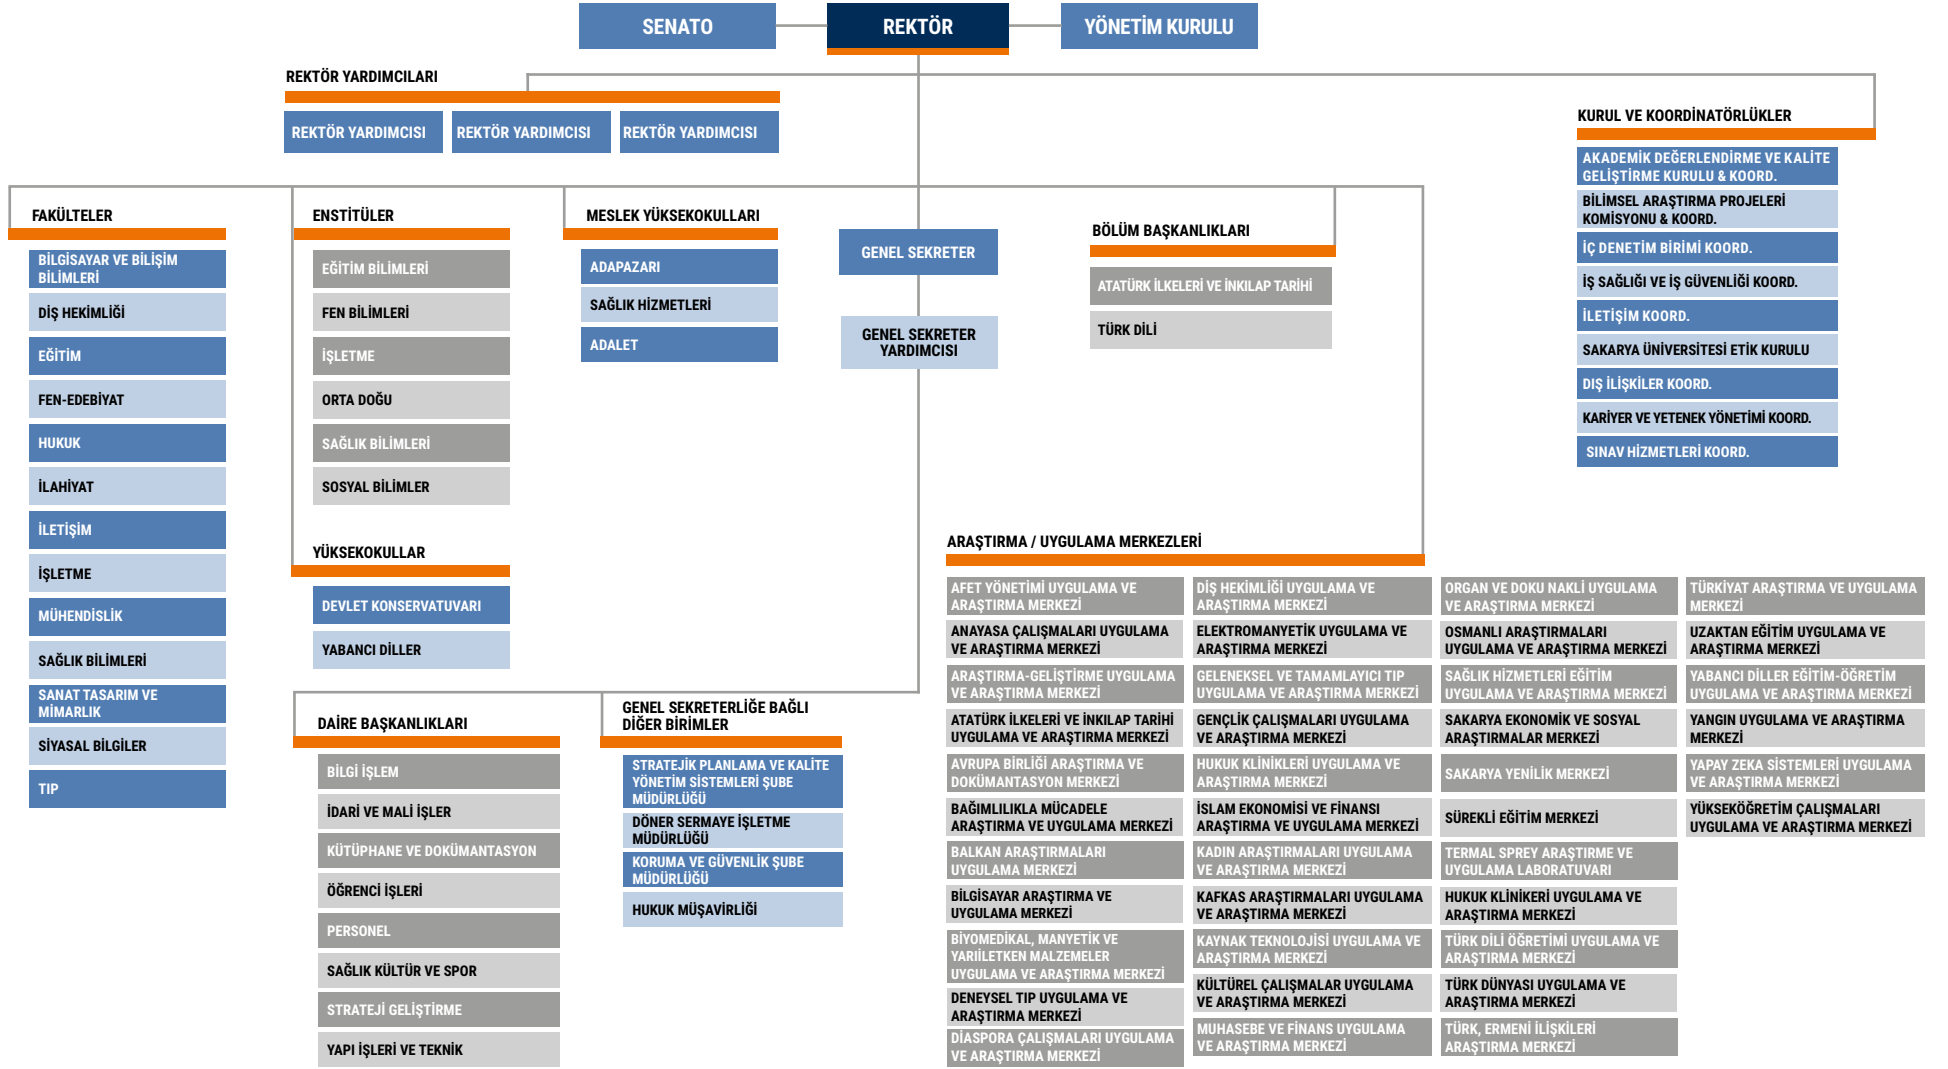 SENATO
REKTÖR
YÖNETİM KURULU
REKTÖR YARDIMCILARI
REKTÖR YARDIMCISI
REKTÖR YARDIMCISI
REKTÖR YARDIMCISI
KURUL VE KOORDİNATÖRLÜKLER
AKADEMİK DEĞERLENDİRME VE KALİTE
GELİŞTİRME KURULU & KOORD.
BİLİMSEL ARAŞTIRMA PROJELERİ
KOMİSYONU & KOORD.
İÇ DENETİM BİRİMİ KOORD.
İŞ SAĞLIĞI VE İŞ GÜVENLİĞİ KOORD.
İLETİŞİM KOORD.
SAKARYA ÜNİVERSİTESİ ETİK KURULU
DIŞ İLİŞKİLER KOORD.
KARİYER VE YETENEK YÖNETİMİ KOORD.
SINAV HİZMETLERİ KOORD.
FAKÜLTELER
BİLGİSAYAR VE BİLİŞİM
BİLİMLERİ
DİŞ HEKİMLİĞİ
EĞİTİM
FEN-EDEBİYAT
HUKUK
İLAHİYAT
İLETİŞİM
İŞLETME
MÜHENDİSLİK
SAĞLIK BİLİMLERİ
SANAT TASARIM VE
MİMARLIK
SİYASAL BİLGİLER
TIP
ENSTİTÜLER
EĞİTİM BİLİMLERİ
FEN BİLİMLERİ
İŞLETME
ORTA DOĞU
SAĞLIK BİLİMLERİ
SOSYAL BİLİMLER
YÜKSEKOKULLAR
DEVLET KONSERVATUVARI
YABANCI DİLLER
MESLEK YÜKSEKOKULLARI
ADAPAZARI
SAĞLIK HİZMETLERİ
ADALET
GENEL SEKRETER
GENEL SEKRETER
YARDIMCISI
BÖLÜM BAŞKANLIKLARI
ATATÜRK İLKELERİ VE İNKILAP TARİHİ
TÜRK DİLİ
DAİRE BAŞKANLIKLARI
BİLGİ İŞLEM
İDARİ VE MALİ İŞLER
KÜTÜPHANE VE DOKÜMANTASYON
ÖĞRENCİ İŞLERİ
PERSONEL
SAĞLIK KÜLTÜR VE SPOR
STRATEJİ GELİŞTİRME
YAPI İŞLERİ VE TEKNİK
GENEL SEKRETERLİĞE BAĞLI
DİĞER BİRİMLER
STRATEJİK PLANLAMA VE KALİTE
YÖNETİM SİSTEMLERİ ŞUBE
MÜDÜRLÜĞÜ
DÖNER SERMAYE İŞLETME
MÜDÜRLÜĞÜ
KORUMA VE GÜVENLİK ŞUBE
MÜDÜRLÜĞÜ
HUKUK MÜŞAVİRLİĞİ
ARAŞTIRMA / UYGULAMA MERKEZLERİ
AFET YÖNETİMİ UYGULAMA VE
ARAŞTIRMA MERKEZİ
ANAYASA ÇALIŞMALARI UYGULAMA
VE ARAŞTIRMA MERKEZİ
ARAŞTIRMA-GELİŞTİRME UYGULAMA
VE ARAŞTIRMA MERKEZİ
ATATÜRK İLKELERİ VE İNKILAP TARİHİ
UYGULAMA VE ARAŞTIRMA MERKEZİ
AVRUPA BİRLİĞİ ARAŞTIRMA VE
DOKÜMANTASYON MERKEZİ
BAĞIMLILIKLA MÜCADELE
ARAŞTIRMA VE UYGULAMA MERKEZİ
BALKAN ARAŞTIRMALARI
UYGULAMA MERKEZİ
BİLGİSAYAR ARAŞTIRMA VE
UYGULAMA MERKEZİ
BİYOMEDİKAL, MANYETİK VE
YARIİLETKEN MALZEMELER
UYGULAMA VE ARAŞTIRMA MERKEZİ
DENEYSEL TIP UYGULAMA VE
ARAŞTIRMA MERKEZİ
DİASPORA ÇALIŞMALARI UYGULAMA
VE ARAŞTIRMA MERKEZİ
DİŞ HEKİMLİĞİ UYGULAMA VE
ARAŞTIRMA MERKEZİ
ELEKTROMANYETİK UYGULAMA VE
ARAŞTIRMA MERKEZİ
GELENEKSEL VE TAMAMLAYICI TIP
UYGULAMA VE ARAŞTIRMA MERKEZİ
GENÇLİK ÇALIŞMALARI UYGULAMA
VE ARAŞTIRMA MERKEZİ
HUKUK KLİNİKLERİ UYGULAMA VE
ARAŞTIRMA MERKEZİ
İSLAM EKONOMİSİ VE FİNANSI
ARAŞTIRMA VE UYGULAMA MERKEZİ
KADIN ARAŞTIRMALARI UYGULAMA
VE ARAŞTIRMA MERKEZİ
KAFKAS ARAŞTIRMALARI UYGULAMA
VE ARAŞTIRMA MERKEZİ
KAYNAK TEKNOLOJİSİ UYGULAMA VE
ARAŞTIRMA MERKEZİ
KÜLTÜREL ÇALIŞMALAR UYGULAMA
VE ARAŞTIRMA MERKEZİ
MUHASEBE VE FİNANS UYGULAMA
VE ARAŞTIRMA MERKEZİ
ORGAN VE DOKU NAKLİ UYGULAMA
VE ARAŞTIRMA MERKEZİ
OSMANLI ARAŞTIRMALARI
UYGULAMA VE ARAŞTIRMA MERKEZİ
SAĞLIK HİZMETLERİ EĞİTİM
UYGULAMA VE ARAŞTIRMA MERKEZİ
SAKARYA EKONOMİK VE SOSYAL
ARAŞTIRMALAR MERKEZİ
SAKARYA YENİLİK MERKEZİ
SÜREKLİ EĞİTİM MERKEZİ
TERMAL SPREY ARAŞTIRME VE
UYGULAMA LABORATUVARI
HUKUK KLİNİKERİ UYGULAMA VE
ARAŞTIRMA MERKEZİ
TÜRK DİLİ ÖĞRETİMİ UYGULAMA VE
ARAŞTIRMA MERKEZİ
TÜRK DÜNYASI UYGULAMA VE
ARAŞTIRMA MERKEZİ
TÜRK, ERMENİ İLİŞKİLERİ
ARAŞTIRMA MERKEZİ
TÜRKİYAT ARAŞTIRMA VE UYGULAMA
MERKEZİ
UZAKTAN EĞİTİM UYGULAMA VE
ARAŞTIRMA MERKEZİ
YABANCI DİLLER EĞİTİM-ÖĞRETİM
UYGULAMA VE ARAŞTIRMA MERKEZİ
YANGIN UYGULAMA VE ARAŞTIRMA
MERKEZİ
YAPAY ZEKA SİSTEMLERİ UYGULAMA
VE ARAŞTIRMA MERKEZİ
YÜKSEKÖĞRETİM ÇALIŞMALARI
UYGULAMA VE ARAŞTIRMA MERKEZİ